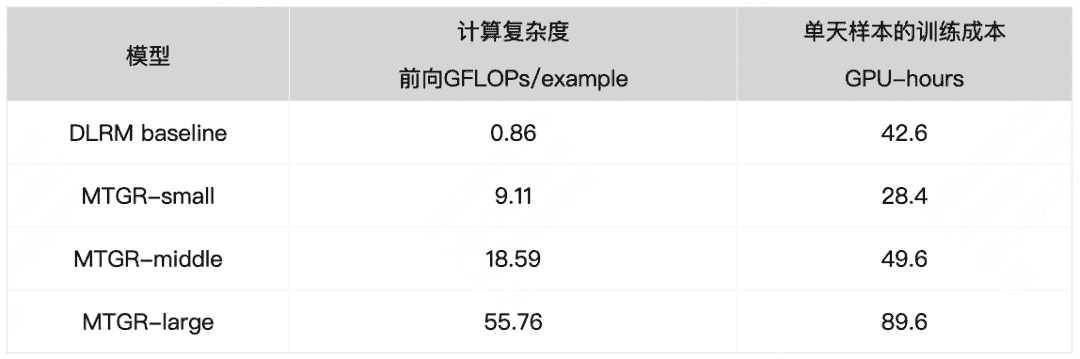 模型
计算复杂度
前向GFLOPs/example
单天样本的训练成本
GPU-hours
DLRM baseline
0.86
42.6
MTGR-small
9.11
28.4
MTGR-middle
18.59
49.6
MTGR-large
55.76
89.6